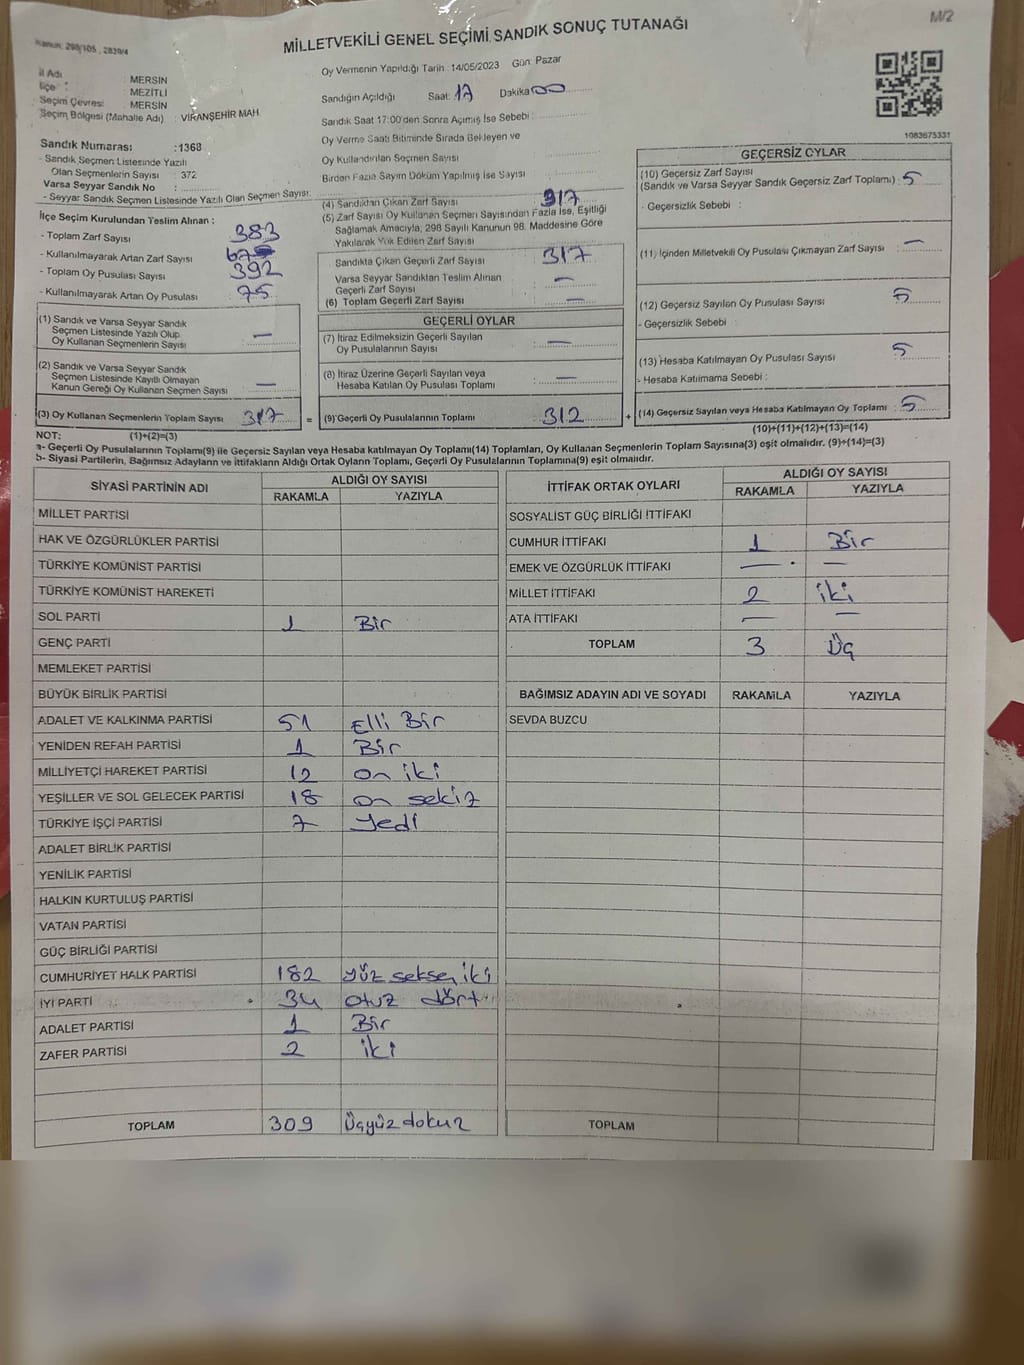 M/2
Kanun: 298/105, 2839/4
MİLLETVEKİLİ GENEL SEÇİMİ SANDIK SONUÇ TUTANAĞI
İl Adı : MERSİN
İlçe : MEZİTLİ
Seçim Çevresi: MERSİN
Seçim Bölgesi (Mahalle Adı) : VİRANŞEHİR MAH.
Sandık Numarası :1368
- Sandık Seçmen Listesinde Yazılı
Olan Seçmenlerin Sayısı : 372
Varsa Seyyar Sandık No :
- Seyyar Sandık Seçmen Listesinde Yazılı Olan Seçmen Sayısı:
Oy Vermenin Yapıldığı Tarih: 14/05/2023 Gün: Pazar
Sandığın Açıldığı Saat: 17 Dakika 00
Sandık Saat 17:00'den Sonra Açımış İse Sebebi :
Oy Verme Saati Bitiminde Sırada Bekleyen ve
Oy Kullandırılan Seçmen Sayısı
Birden Fazla Sayım Döküm Yapılmış İse Sayısı
(4) Sandıktan Çıkan Zarf Sayısı 317
(5) Zarf Sayısı Oy Kullanan Seçmen Sayısından Fazla İse, Eşitliği
Sağlamak Amacıyla, 298 Sayılı Kanunun 98. Maddesine Göre
Yakılarak Yok Edilen Zarf Sayısı
1083675331
İlçe Seçim Kurulundan Teslim Alınan :
- Toplam Zarf Sayısı 383
- Kullanılmayarak Artan Zarf Sayısı
- Toplam Oy Pusulası Sayısı 392
- Kullanılmayarak Artan Oy Pusulası 75
Sandıkta Çıkan Geçerli Zarf Sayısı 317
Varsa Seyyar Sandıktan Teslim Alınan
Geçerli Zarf Sayısı —
(6) Toplam Geçerli Zarf Sayısı —
GEÇERSİZ OYLAR
(10) Geçersiz Zarf Sayısı
(Sandık ve Varsa Seyyar Sandık Geçersiz Zarf Toplamı) : 5
- Geçersizlik Sebebi :
(11) İçinden Milletvekili Oy Pusulası Çıkmayan Zarf Sayısı —
(12) Geçersiz Sayılan Oy Pusulası Sayısı 5
- Geçersizlik Sebebi :
(13) Hesaba Katılmayan Oy Pusulası Sayısı 5
- Hesaba Katılmama Sebebi :
(1) Sandık ve Varsa Seyyar Sandık
Seçmen Listesinde Yazılı Olup
Oy Kullanan Seçmenlerin Sayısı —
(2) Sandık ve Varsa Seyyar Sandık
Seçmen Listesinde Kayıtlı Olmayan
Kanun Gereği Oy Kullanan Seçmen Sayısı —
GEÇERLİ OYLAR
(7) İtiraz Edilmeksizin Geçerli Sayılan
Oy Pusulalarının Sayısı —
(8) İtiraz Üzerine Geçerli Sayılan veya
Hesaba Katılan Oy Pusulası Toplamı —
(3) Oy Kullanan Seçmenlerin Toplam Sayısı 317 = (9) Geçerli Oy Pusulalarının Toplamı 312 + (14) Geçersiz Sayılan veya Hesaba Katılmayan Oy Toplamı 5
NOT: (1)+(2)=(3) (10)+(11)+(12)+(13)=(14)
a- Geçerli Oy Pusulalarının Toplamı(9) ile Geçersiz Sayılan veya Hesaba katılmayan Oy Toplamı(14) Toplamları, Oy Kullanan Seçmenlerin Toplam Sayısına(3) eşit olmalıdır. (9)+(14)=(3)
b- Siyasi Partilerin, Bağımsız Adayların ve İttifakların Aldığı Ortak Oyların Toplamı, Geçerli Oy Pusulalarının Toplamına(9) eşit olmalıdır.
SİYASİ PARTİNİN ADI ALDIĞI OY SAYISI
RAKAMLA YAZIYLA
MİLLET PARTİSİ
HAK VE ÖZGÜRLÜKLER PARTİSİ
TÜRKİYE KOMÜNİST PARTİSİ
TÜRKİYE KOMÜNİST HAREKETİ
SOL PARTİ 1 Bir
GENÇ PARTİ
MEMLEKET PARTİSİ
BÜYÜK BİRLİK PARTİSİ
ADALET VE KALKINMA PARTİSİ 51 Elli Bir
YENİDEN REFAH PARTİSİ 1 Bir
MİLLİYETÇİ HAREKET PARTİSİ 12 on iki
YEŞİLLER VE SOL GELECEK PARTİSİ 18 on sekiz
TÜRKİYE İŞÇİ PARTİSİ 7 Yedi
ADALET BİRLİK PARTİSİ
YENİLİK PARTİSİ
HALKIN KURTULUŞ PARTİSİ
VATAN PARTİSİ
GÜÇ BİRLİĞİ PARTİSİ
CUMHURİYET HALK PARTİSİ 182 yüz seksen iki
İYİ PARTİ 34 otuz dört
ADALET PARTİSİ 1 Bir
ZAFER PARTİSİ 2 iki
TOPLAM 309 Üçyüz dokuz
İTTİFAK ORTAK OYLARI ALDIĞI OY SAYISI
RAKAMLA YAZIYLA
SOSYALİST GÜÇ BİRLİĞİ İTTİFAKI
CUMHUR İTTİFAKI 1 Bir
EMEK VE ÖZGÜRLÜK İTTİFAKI — —
MİLLET İTTİFAKI 2 iki
ATA İTTİFAKI — —
TOPLAM 3 Üç
BAĞIMSIZ ADAYIN ADI VE SOYADI RAKAMLA YAZIYLA
SEVDA BUZCU
TOPLAM